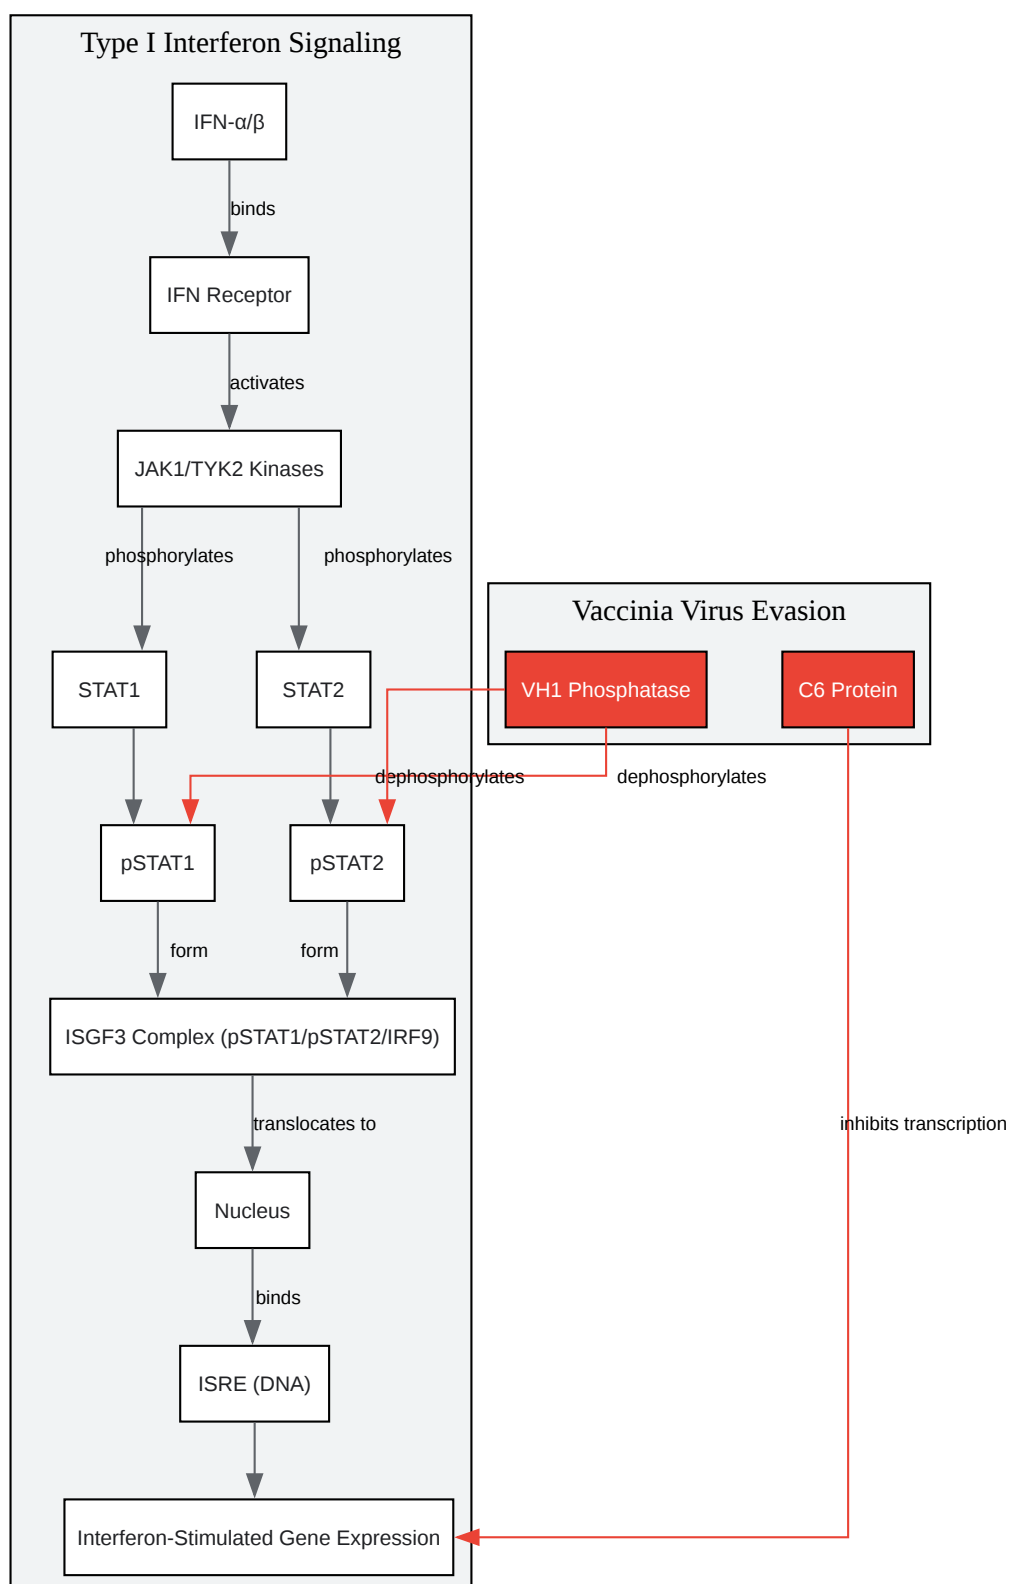 Type I Interferon Signaling
IFN-α/β
binds
IFN Receptor
activates
JAK1/TYK2 Kinases
phosphorylates
phosphorylates
Vaccinia Virus Evasion
STAT1
STAT2
VH1 Phosphatase
C6 Protein
dephosphorylates
dephosphorylates
pSTAT1
pSTAT2
form
form
ISGF3 Complex (pSTAT1/pSTAT2/IRF9)
translocates to
inhibits transcription
Nucleus
binds
ISRE (DNA)
Interferon-Stimulated Gene Expression